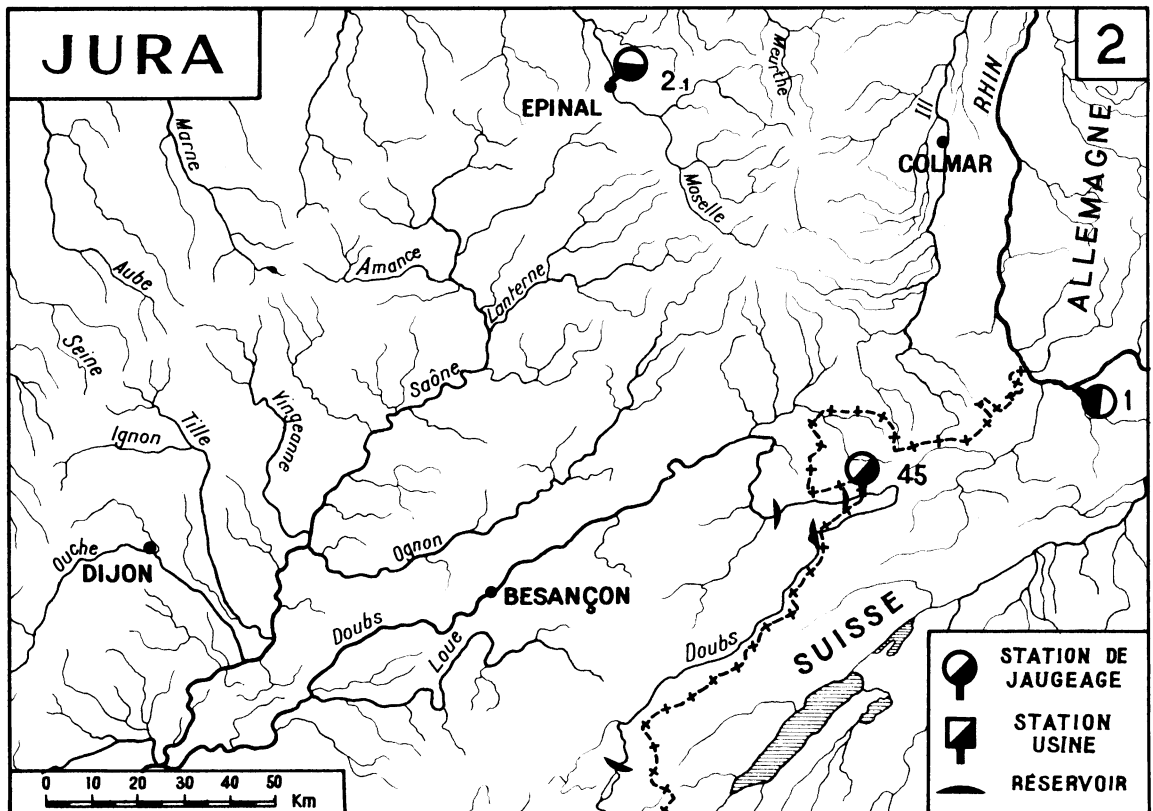 JURA
2
2.1
EPINAL
Meurthe
Ill
RHIN
Marne
COLMAR
ALLEMAGNE
Moselle
Aube
Amance
Lanterne
Seine
Saône
Vingeanne
Tille
Ignon
1
45
Ouche
DIJON
Ognon
BESANÇON
Doubs
Loue
Doubs
SUISSE
STATION DE
JAUGEAGE
STATION
USINE
RÉSERVOIR
0 10 20 30 40 50
Km